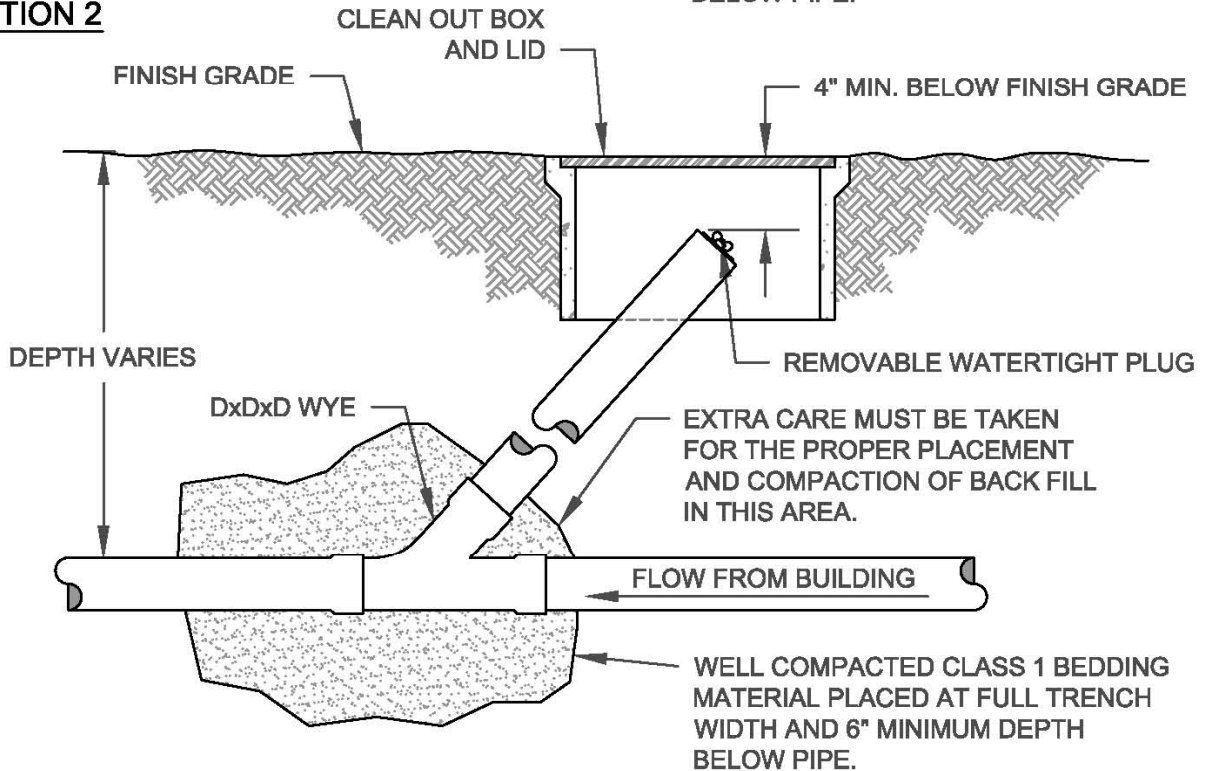 TION 2
BELOW PIPE.
CLEAN OUT BOX
AND LID
FINISH GRADE
4" MIN. BELOW FINISH GRADE
DEPTH VARIES
REMOVABLE WATERTIGHT PLUG
DxDxD WYE
EXTRA CARE MUST BE TAKEN
FOR THE PROPER PLACEMENT
AND COMPACTION OF BACK FILL
IN THIS AREA.
FLOW FROM BUILDING
WELL COMPACTED CLASS 1 BEDDING
MATERIAL PLACED AT FULL TRENCH
WIDTH AND 6" MINIMUM DEPTH
BELOW PIPE.